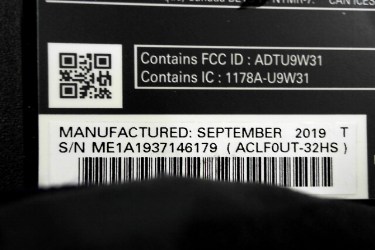 Contains FCC ID : ADTU9W31
Contains IC : 1178A-U9W31
MANUFACTURED: SEPTEMBER 2019 T
S/N ME1A1937146179 ( ACLF0UT-32HS )